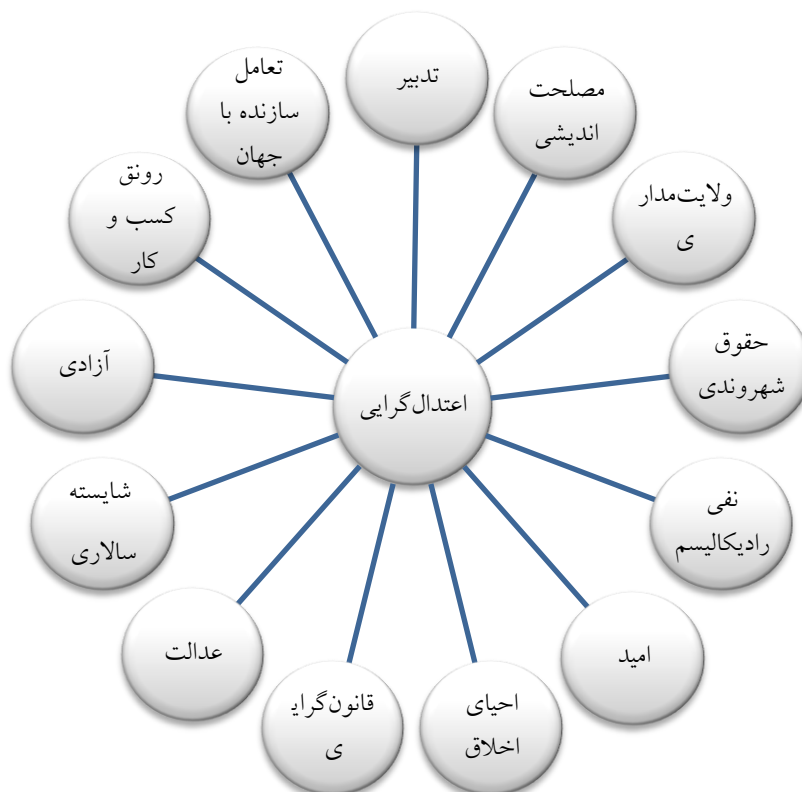 تدبیر
مصلحت
اندیشی
ولایت‌مدار
ی
حقوق
شهروندی
نفی
رادیکالیسم
امید
احیای
اخلاق
قانون‌گرای
ی
عدالت
شایسته
سالاری
آزادی
رونق
کسب و
کار
تعامل
سازنده با
جهان
اعتدال‌گرایی